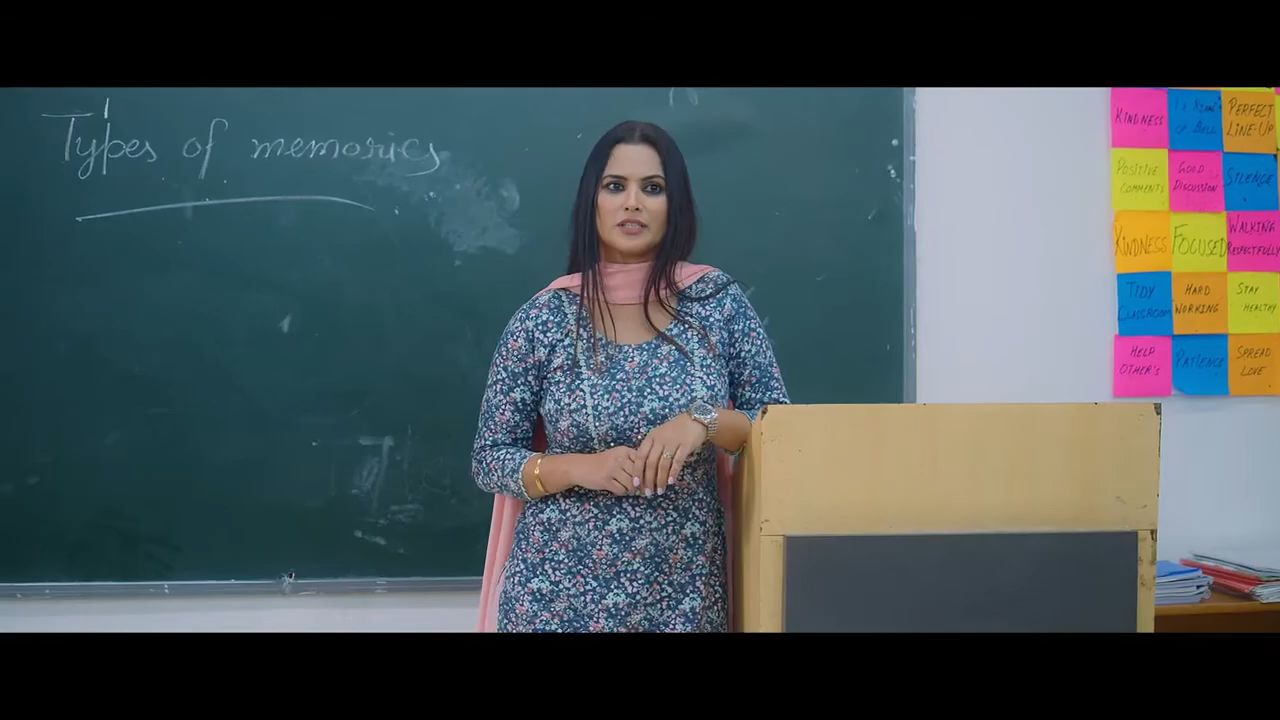 Types of memories
KINDNESS
PERFECT
LINE-UP
POSITIVE
COMMENTS
GOOD
DISCUSSION
SILENCE
KINDNESS
FOCUSED
WALKING
RESPECTFULLY
TIDY
CLASSROOM
HARD
WORKING
STAY
HEALTHY
HELP
OTHER'S
PATIENCE
SPREAD
LOVE